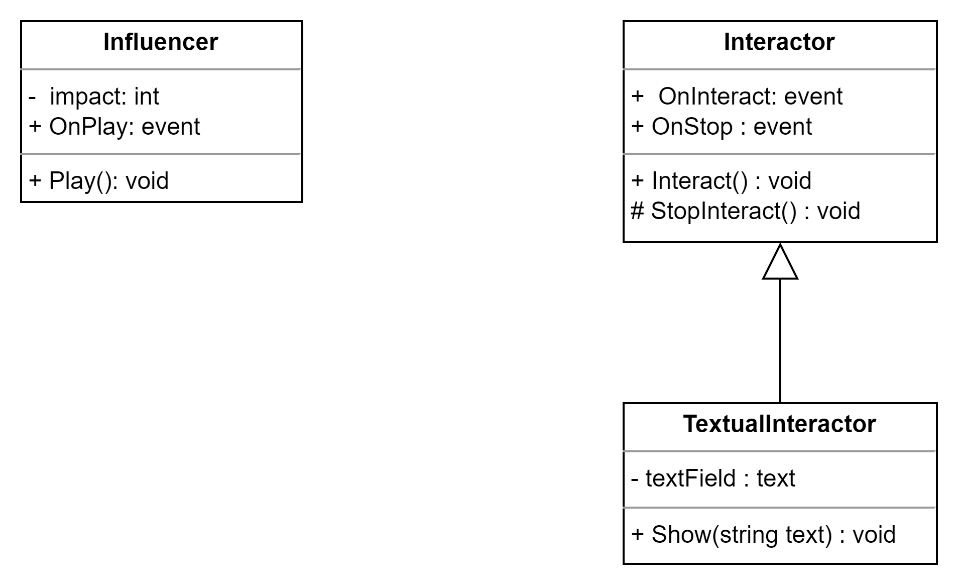 Influencer
- impact: int
+ OnPlay: event
+ Play(): void
Interactor
+ OnInteract: event
+ OnStop : event
+ Interact() : void
# StopInteract() : void
TextualInteractor
- textField : text
+ Show(string text) : void